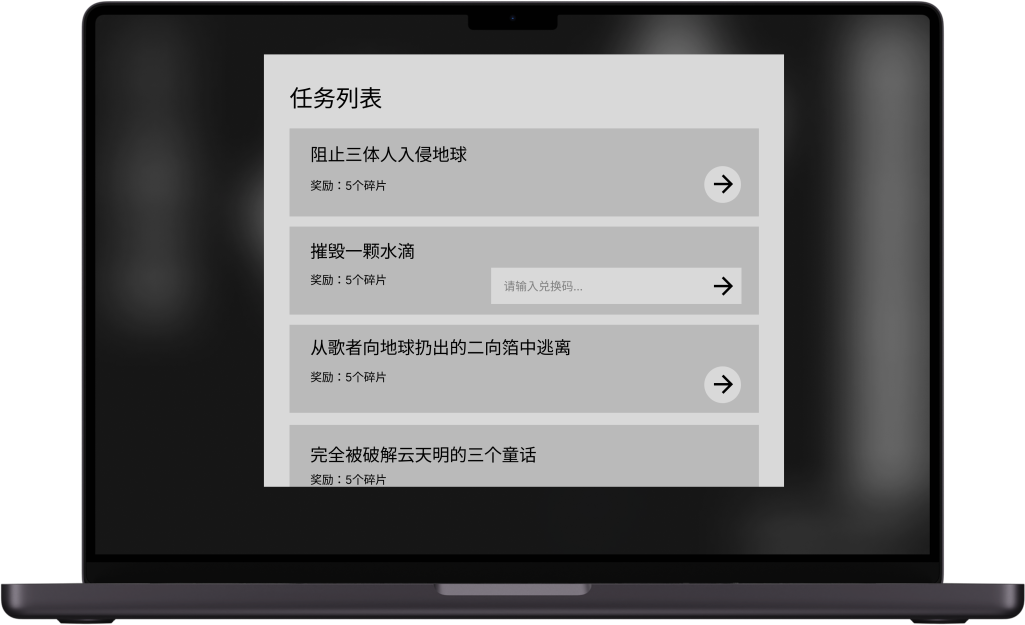 任务列表
阻止三体人入侵地球
奖励：5个碎片
摧毁一颗水滴
奖励：5个碎片
请输入兑换码...
从歌者向地球扔出的二向箔中逃离
奖励：5个碎片
完全被破解云天明的三个童话
奖励：5个碎片